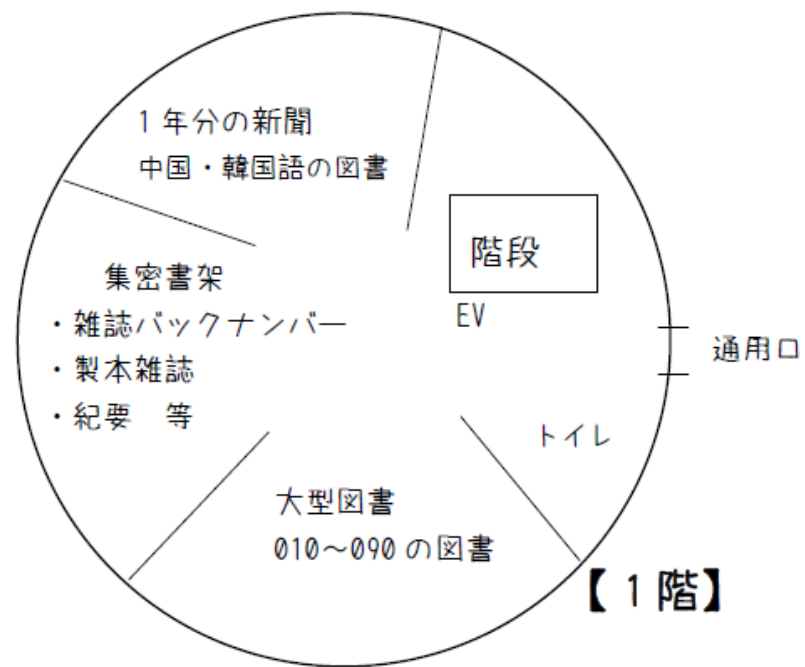 1年分の新聞
中国・韓国語の図書
階段
EV
集密書架
・雑誌バックナンバー
・製本雑誌
・紀要　等
通用口
トイレ
大型図書
010～090の図書
【1階】